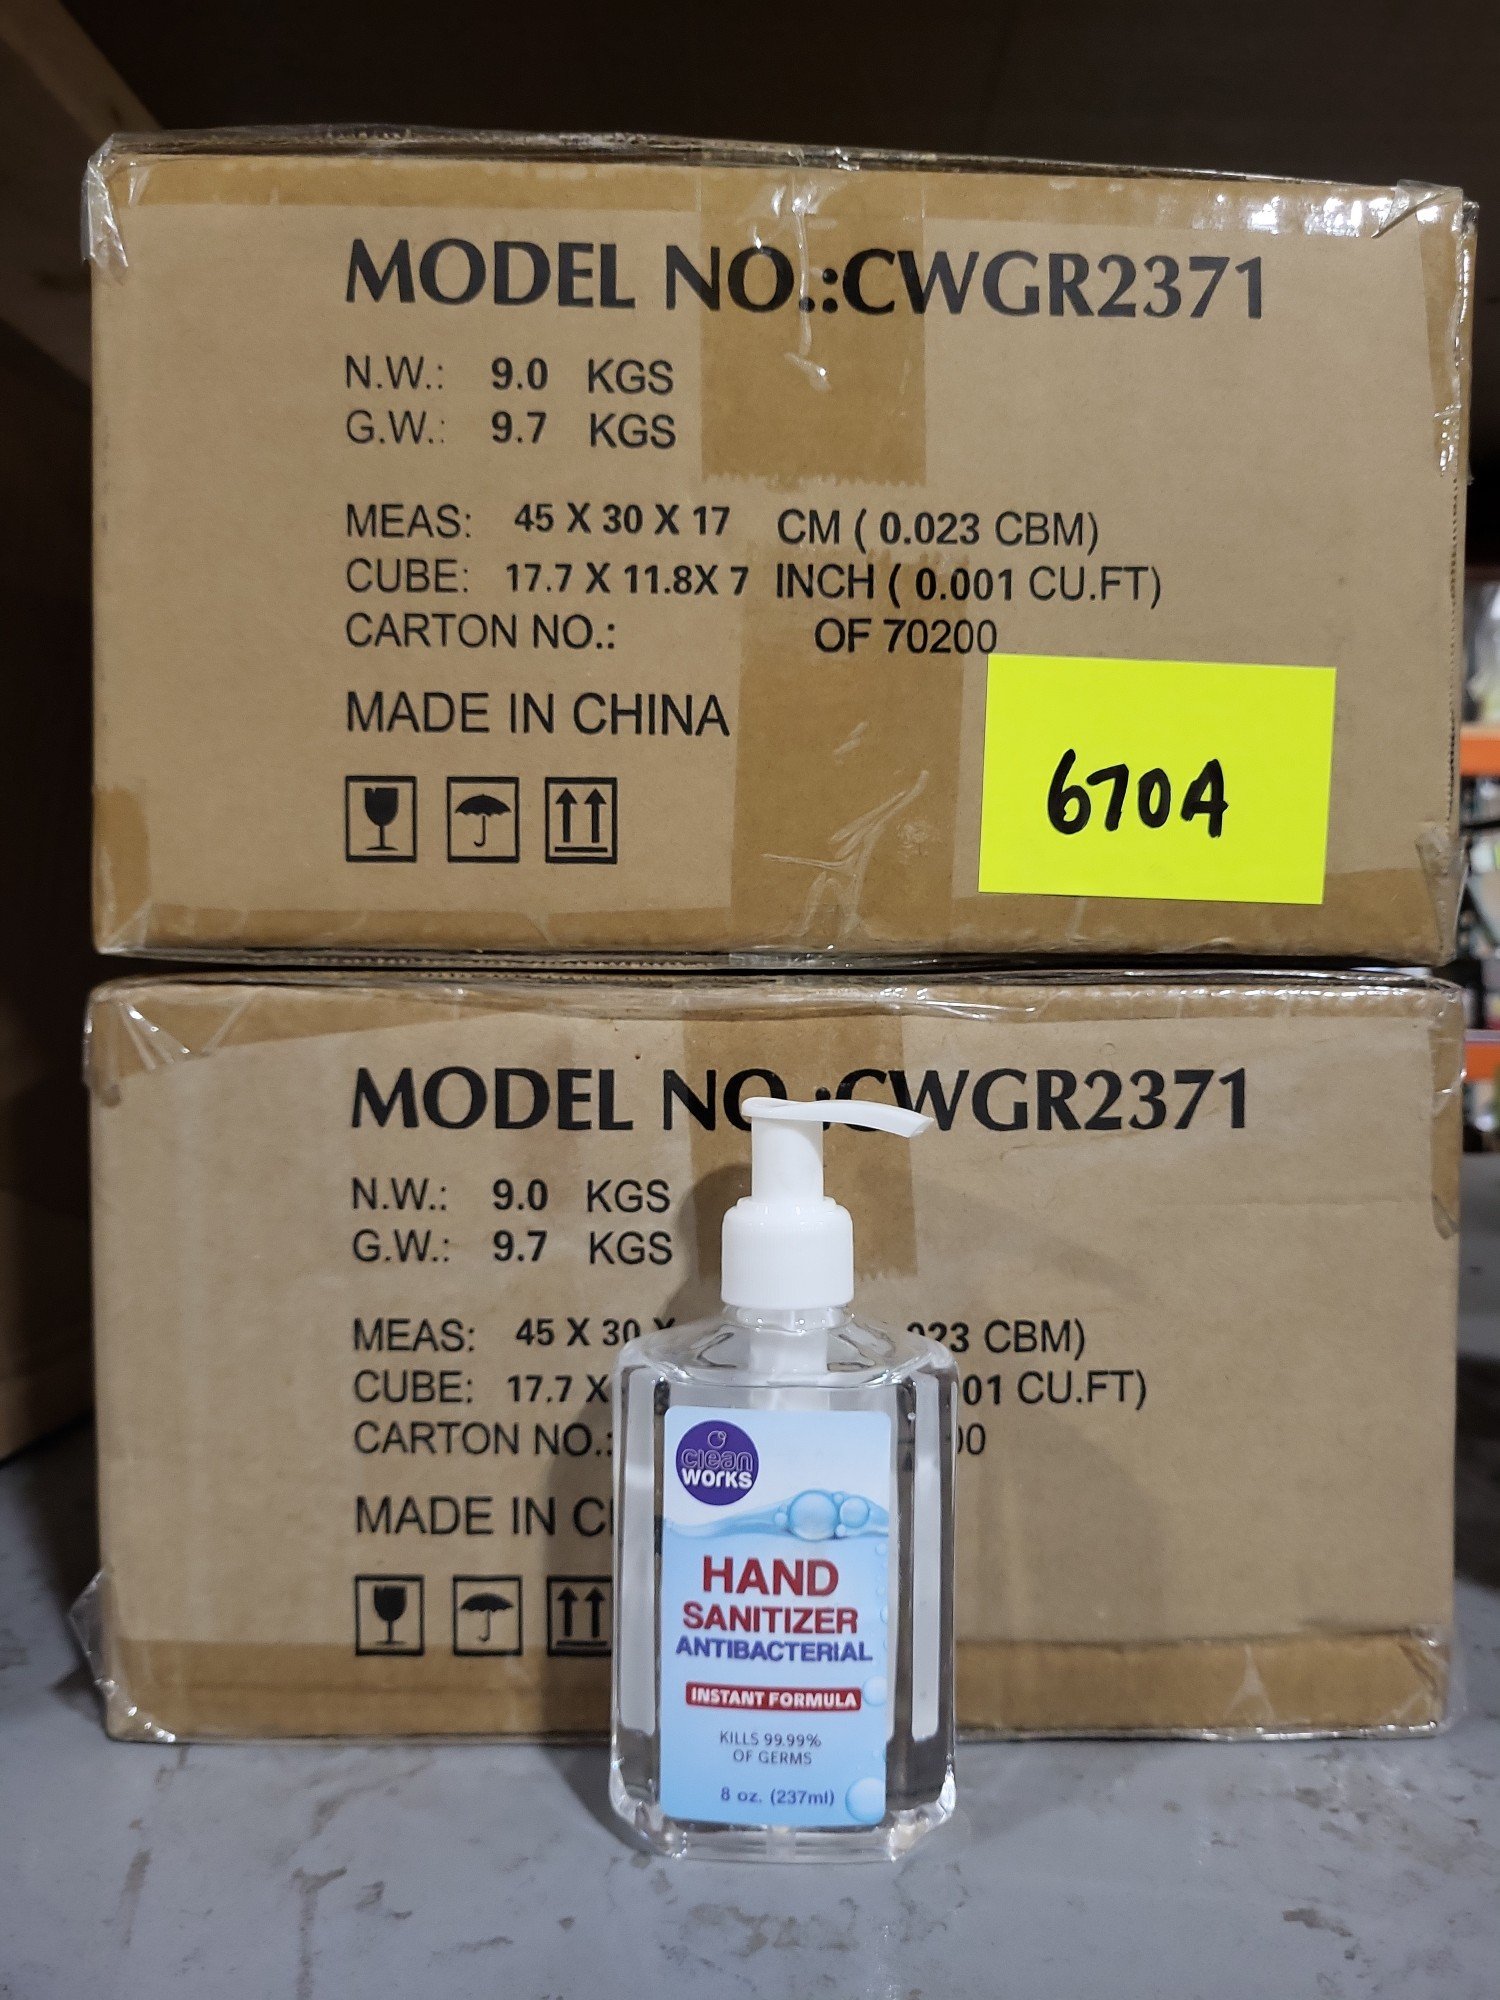 MODEL NO.:CWGR2371
N.W.: 9.0 KGS
G.W.: 9.7 KGS
MEAS: 45 X 30 X 17 CM ( 0.023 CBM)
CUBE: 17.7 X 11.8X 7 INCH ( 0.001 CU.FT)
CARTON NO.: OF 70200
MADE IN CHINA
670A
MODEL NO.:CWGR2371
N.W.: 9.0 KGS
G.W.: 9.7 KGS
MEAS: 45 X 30 X 023 CBM)
CUBE: 17.7 X 01 CU.FT)
CARTON NO.: 00
MADE IN C
clean
works
HAND
SANITIZER
ANTIBACTERIAL
INSTANT FORMULA
KILLS 99.99%
OF GERMS
8 oz. (237ml)